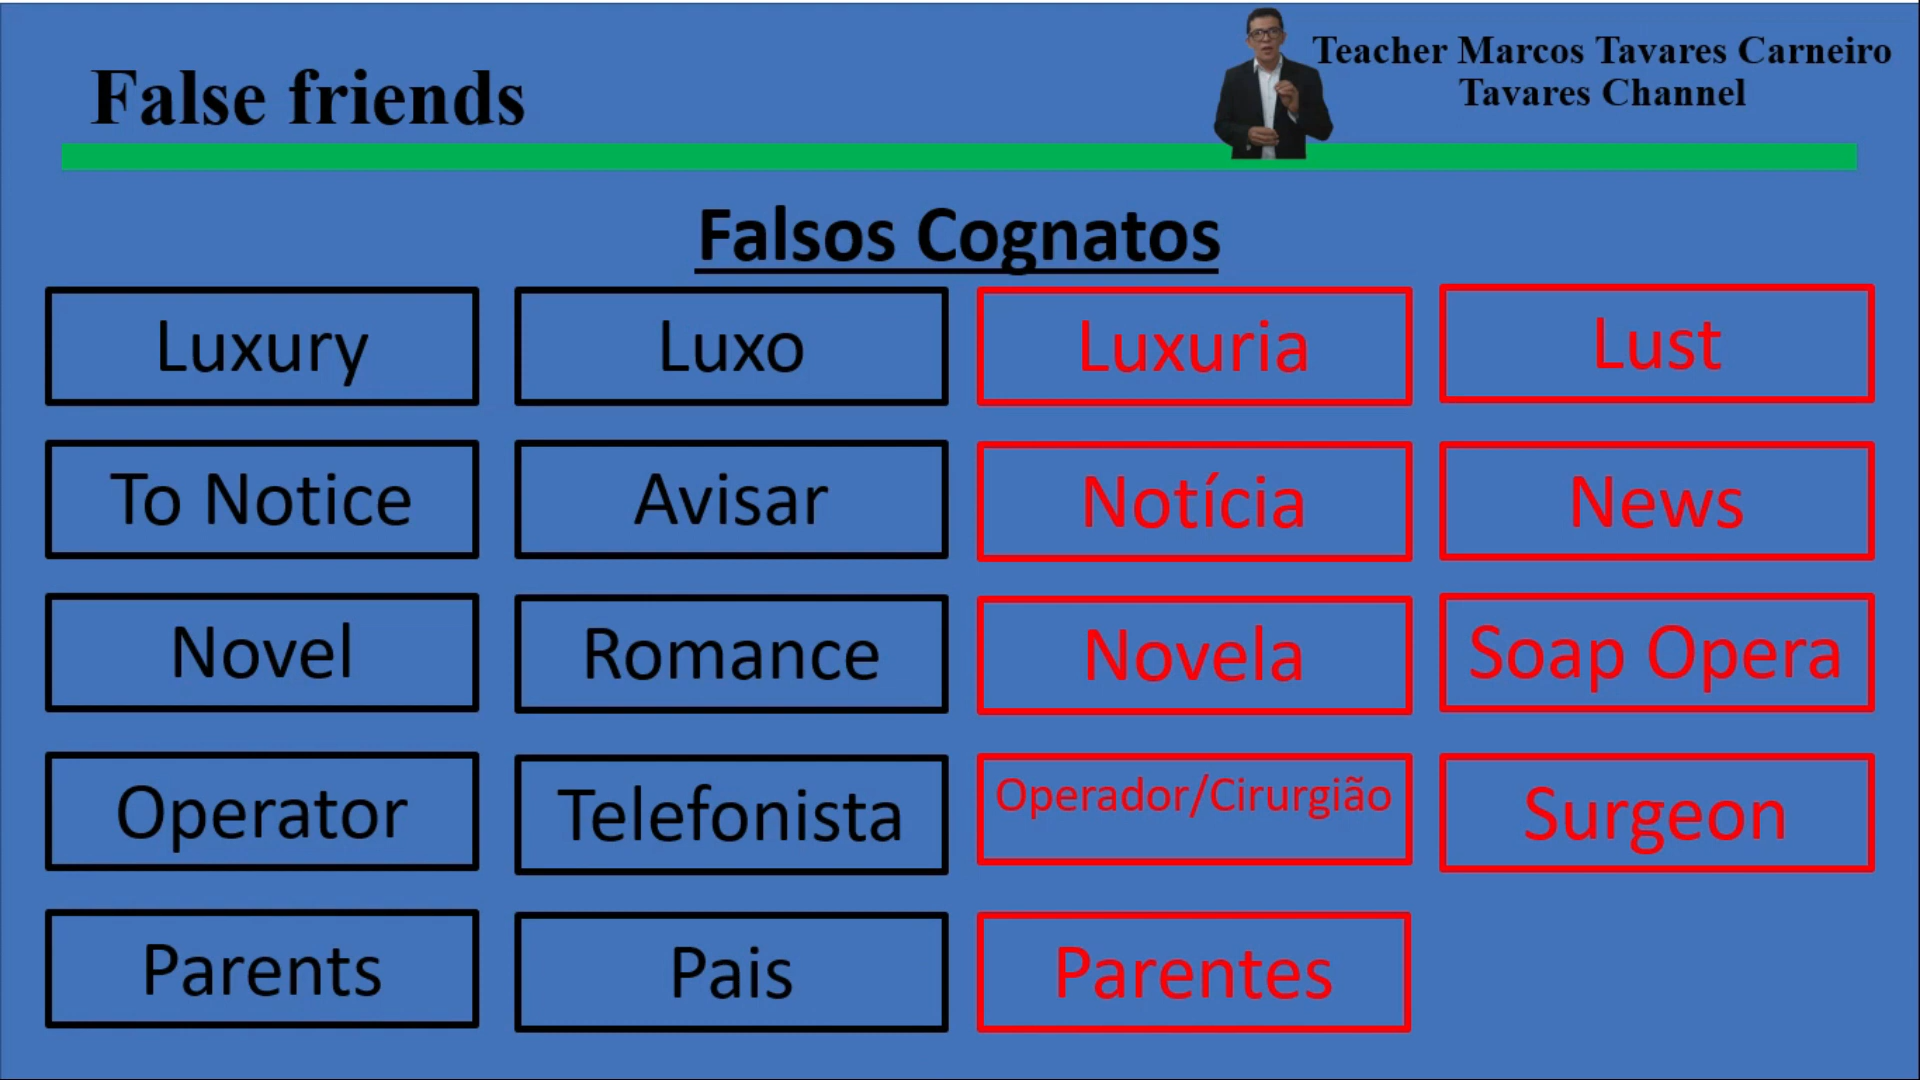 False friends
Teacher Marcos Tavares Carneiro
Tavares Channel
Falsos Cognatos
Luxury
Luxo
Luxuria
Lust
To Notice
Avisar
Notícia
News
Novel
Romance
Novela
Soap Opera
Operator
Telefonista
Operador/Cirurgião
Surgeon
Parents
Pais
Parentes